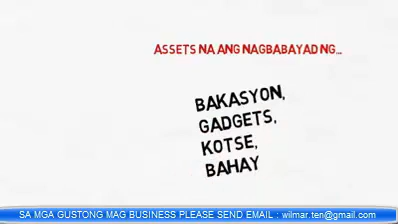 ASSETS NA ANG NAGBABAYAD NG...
BAKASYON,
GADGETS,
KOTSE,
BAHAY
SA MGA GUSTONG MAG BUSINESS PLEASE SEND EMAIL : wilmar.ten@gmail.com